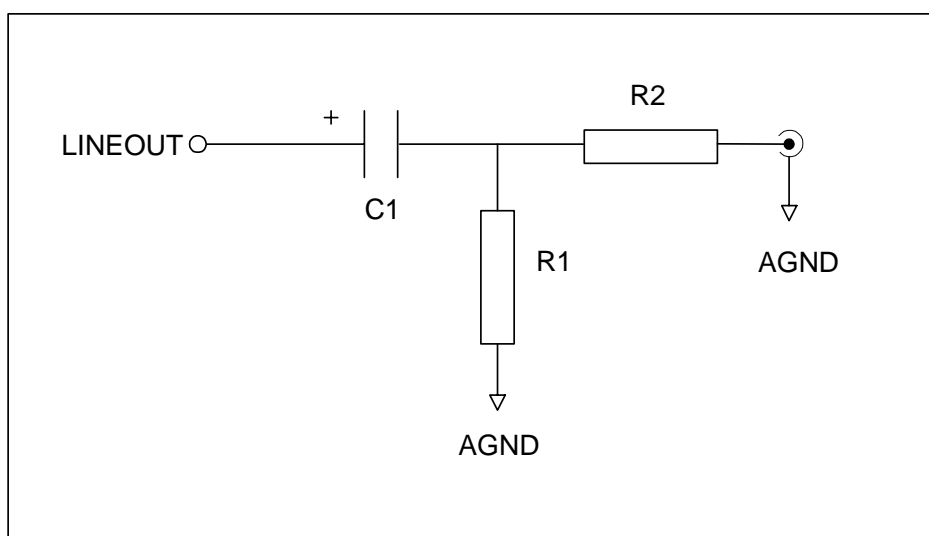 R2
+
LINEOUT
C1
R1
AGND
AGND